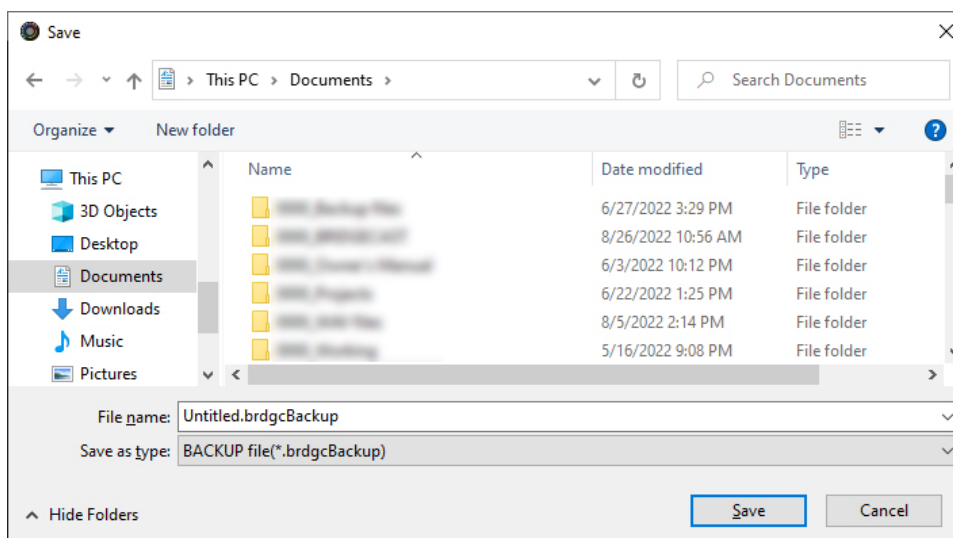 Save
This PC > Documents >
Search Documents
Organize
New folder
Name
Date modified
Type
This PC
3D Objects
Desktop
Documents
Downloads
Music
Pictures
6/27/2022 3:29 PM File folder
8/26/2022 10:56 AM File folder
6/3/2022 10:12 PM File folder
6/22/2022 1:25 PM File folder
8/5/2022 2:14 PM File folder
5/16/2022 9:08 PM File folder
File name: Untitled.brdgcBackup
Save as type: BACKUP file(*.brdgcBackup)
Hide Folders
Save
Cancel